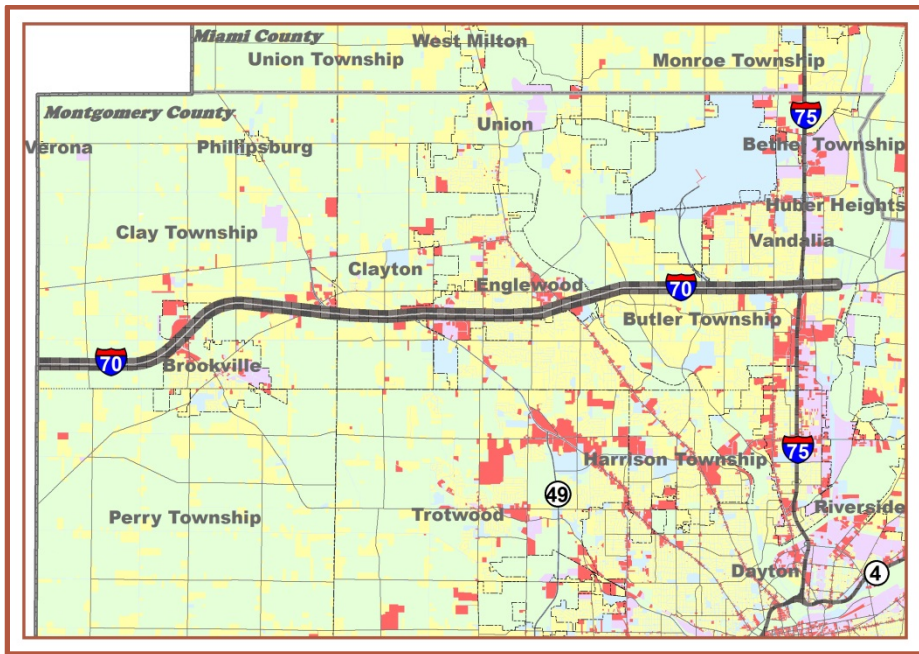 Miami County
West Milton
Union Township
Monroe Township
Montgomery County
75
Union
Verona
Phillipsburg
Bethel Township
Huber Heights
Clay Township
Vandalia
Clayton
Englewood
70
Butler Township
70
Brookville
75
Harrison Township
49
Perry Township
Trotwood
Riverside
Dayton
4